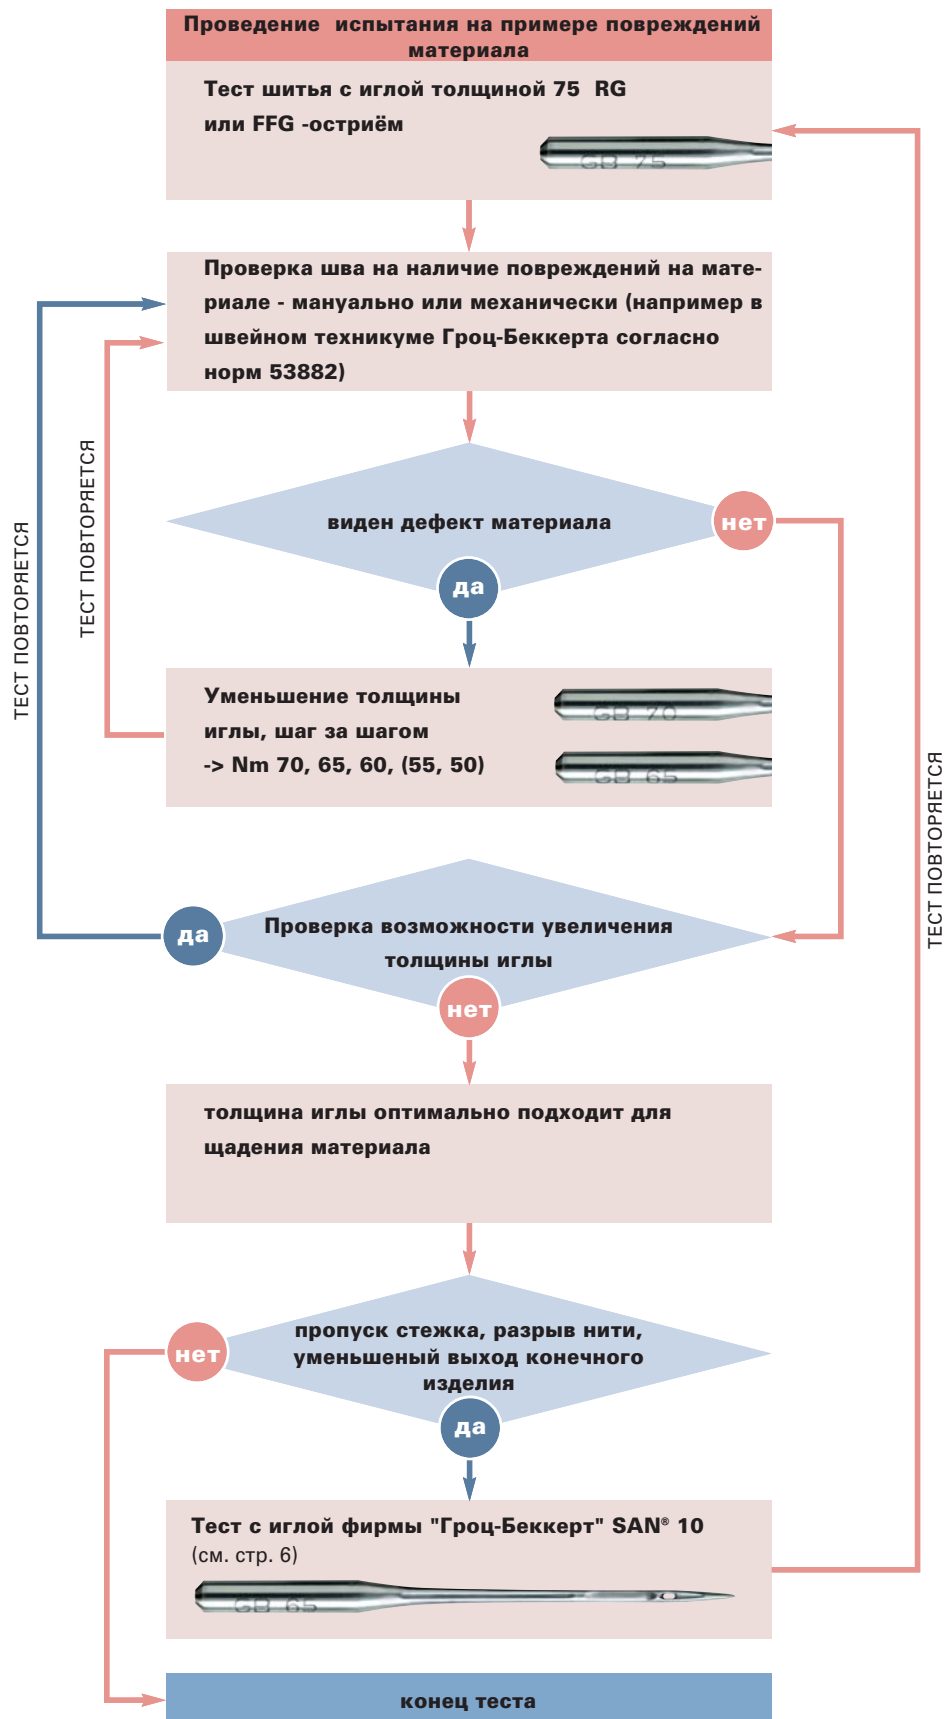 Проведение испытания на примере повреждений
материала
Тест шитья с иглой толщиной 75 RG
или FFG -остриём
GB 75
Проверка шва на наличие повреждений на мате-
риале - мануально или механически (например в
швейном техникуме Гроц-Беккерта согласно
норм 53882)
ТЕСТ ПОВТОРЯЕТСЯ
ТЕСТ ПОВТОРЯЕТСЯ
виден дефект материала
нет
да
Уменьшение толщины
иглы, шаг за шагом
-> Nm 70, 65, 60, (55, 50)
GB 70
GB 65
ТЕСТ ПОВТОРЯЕТСЯ
да
Проверка возможности увеличения
толщины иглы
нет
толщина иглы оптимально подходит для
щадения материала
нет
пропуск стежка, разрыв нити,
уменьшеный выход конечного
изделия
да
Тест с иглой фирмы "Гроц-Беккерт" SAN® 10
(см. стр. 6)
GB 65
конец теста